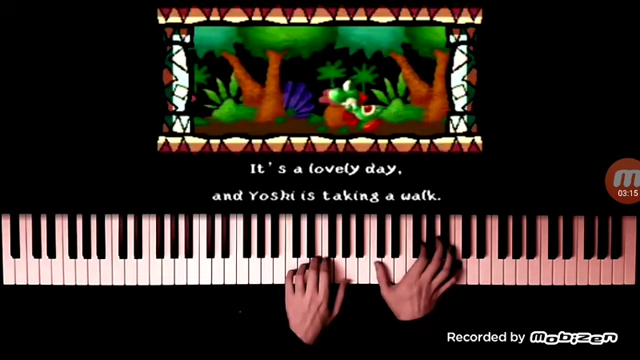 It's a lovely day,
and Yoshi is taking a walk.
03:15
Recorded by mobizen